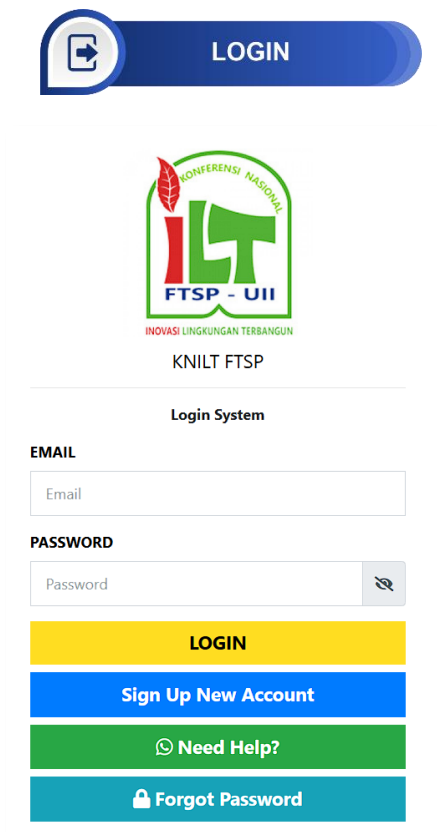 LOGIN
KONFERENSI NASIONAL
ILT
FTSP - UII
INOVASI LINGKUNGAN TERBANGUN
KNILT FTSP
Login System
EMAIL
Email
PASSWORD
Password
LOGIN
Sign Up New Account
Need Help?
Forgot Password